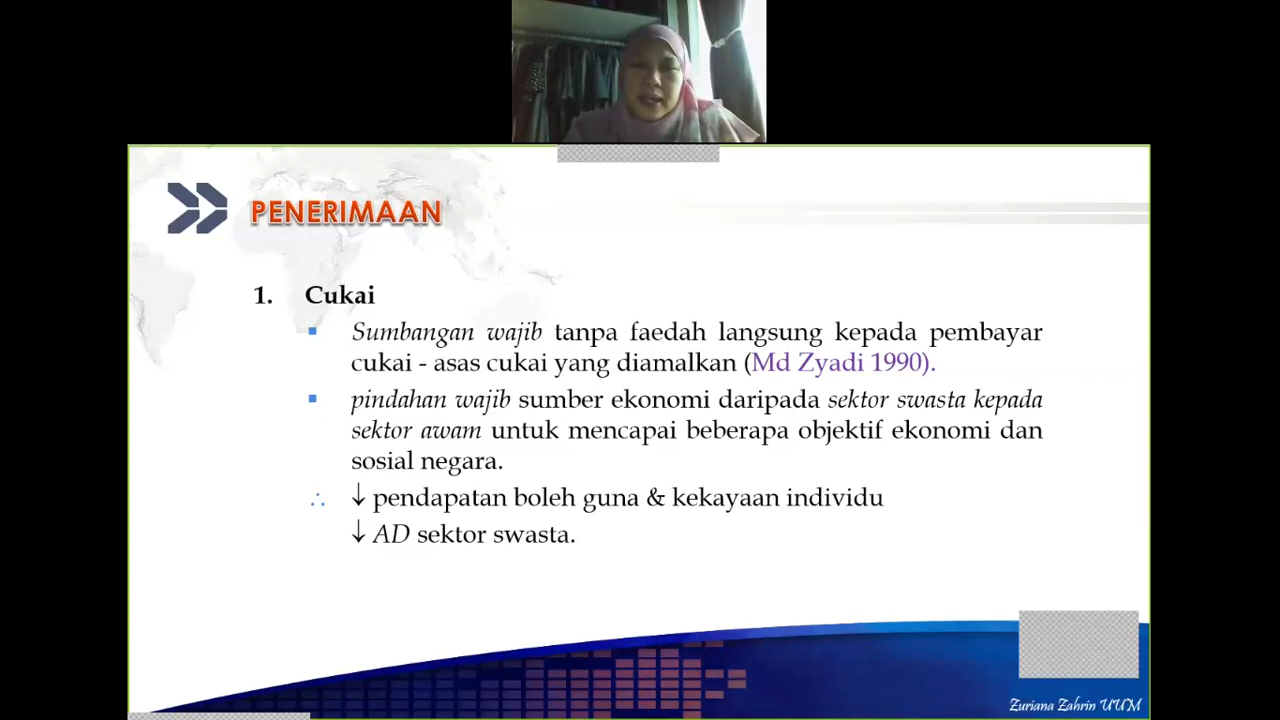 PENERIMAAN
1. Cukai
Sumbangan wajib tanpa faedah langsung kepada pembayar
cukai - asas cukai yang diamalkan (Md Zyadi 1990).
pindahan wajib sumber ekonomi daripada sektor swasta kepada
sektor awam untuk mencapai beberapa objektif ekonomi dan
sosial negara.
∴ ↓ pendapatan boleh guna & kekayaan individu
↓ AD sektor swasta.
Zuriana Zahrin UUM